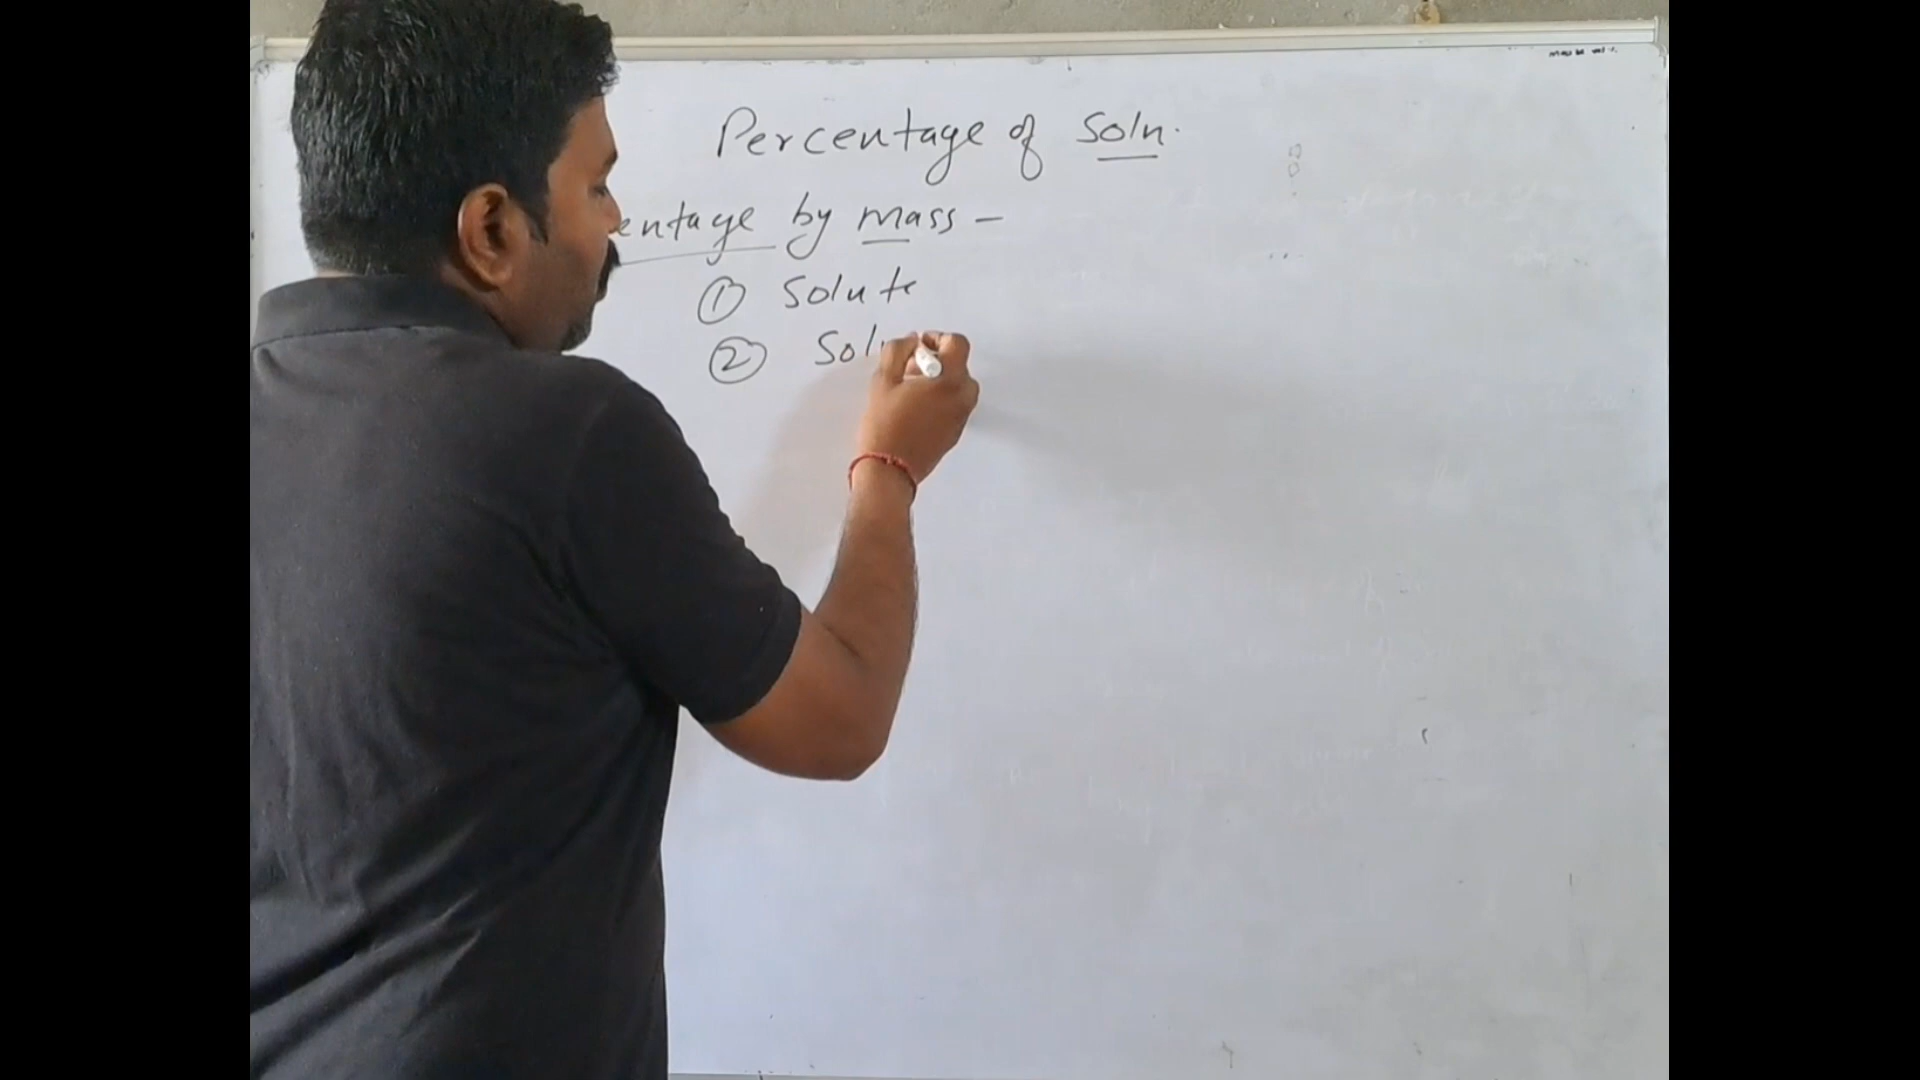 Percentage of Soln.
entage by mass -
① Solute
② Sol